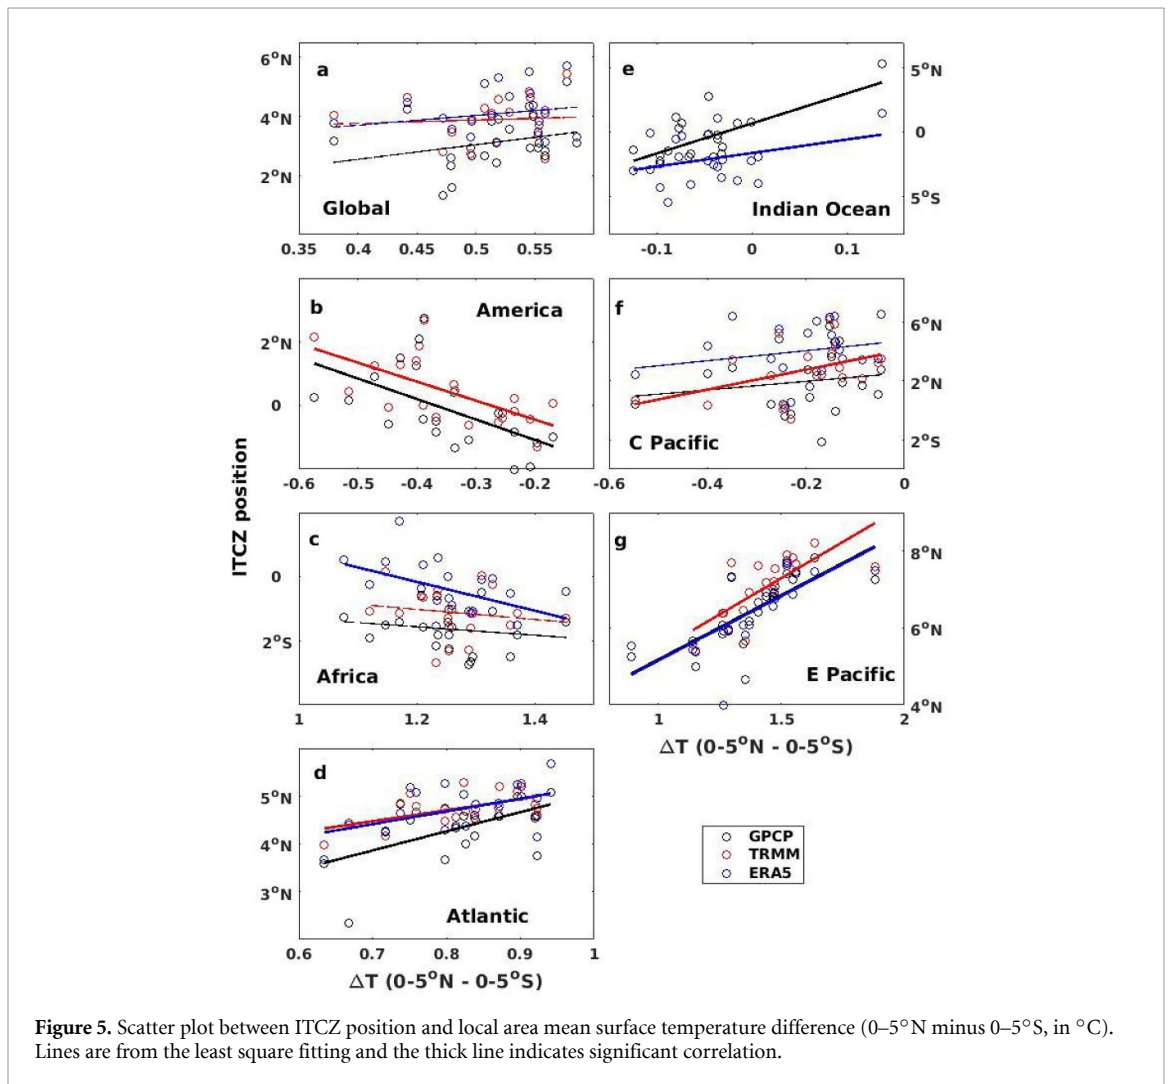 a
6°N
4°N
2°N
Global
0.35 0.4 0.45 0.5 0.55
e
5°N
0
5°S
Indian Ocean
-0.1 0 0.1
b
America
2°N
0
-0.6 -0.5 -0.4 -0.3 -0.2
f
6°N
2°N
2°S
C Pacific
-0.6 -0.4 -0.2 0
ITCZ position
c
0
2°S
Africa
1 1.2 1.4
g
8°N
6°N
4°N
E Pacific
1 1.5 2
ΔT (0-5°N - 0-5°S)
d
5°N
4°N
3°N
Atlantic
0.6 0.7 0.8 0.9 1
ΔT (0-5°N - 0-5°S)
GPCP
TRMM
ERA5
Figure 5. Scatter plot between ITCZ position and local area mean surface temperature difference (0–5°N minus 0–5°S, in °C).
Lines are from the least square fitting and the thick line indicates significant correlation.